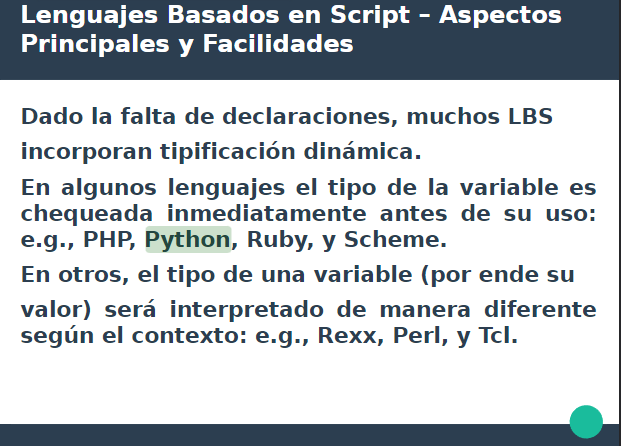 Lenguajes Basados en Script – Aspectos
Principales y Facilidades
Dado la falta de declaraciones, muchos LBS
incorporan tipificación dinámica.
En algunos lenguajes el tipo de la variable es
chequeada inmediatamente antes de su uso:
e.g., PHP, Python, Ruby, y Scheme.
En otros, el tipo de una variable (por ende su
valor) será interpretado de manera diferente
según el contexto: e.g., Rexx, Perl, y Tcl.